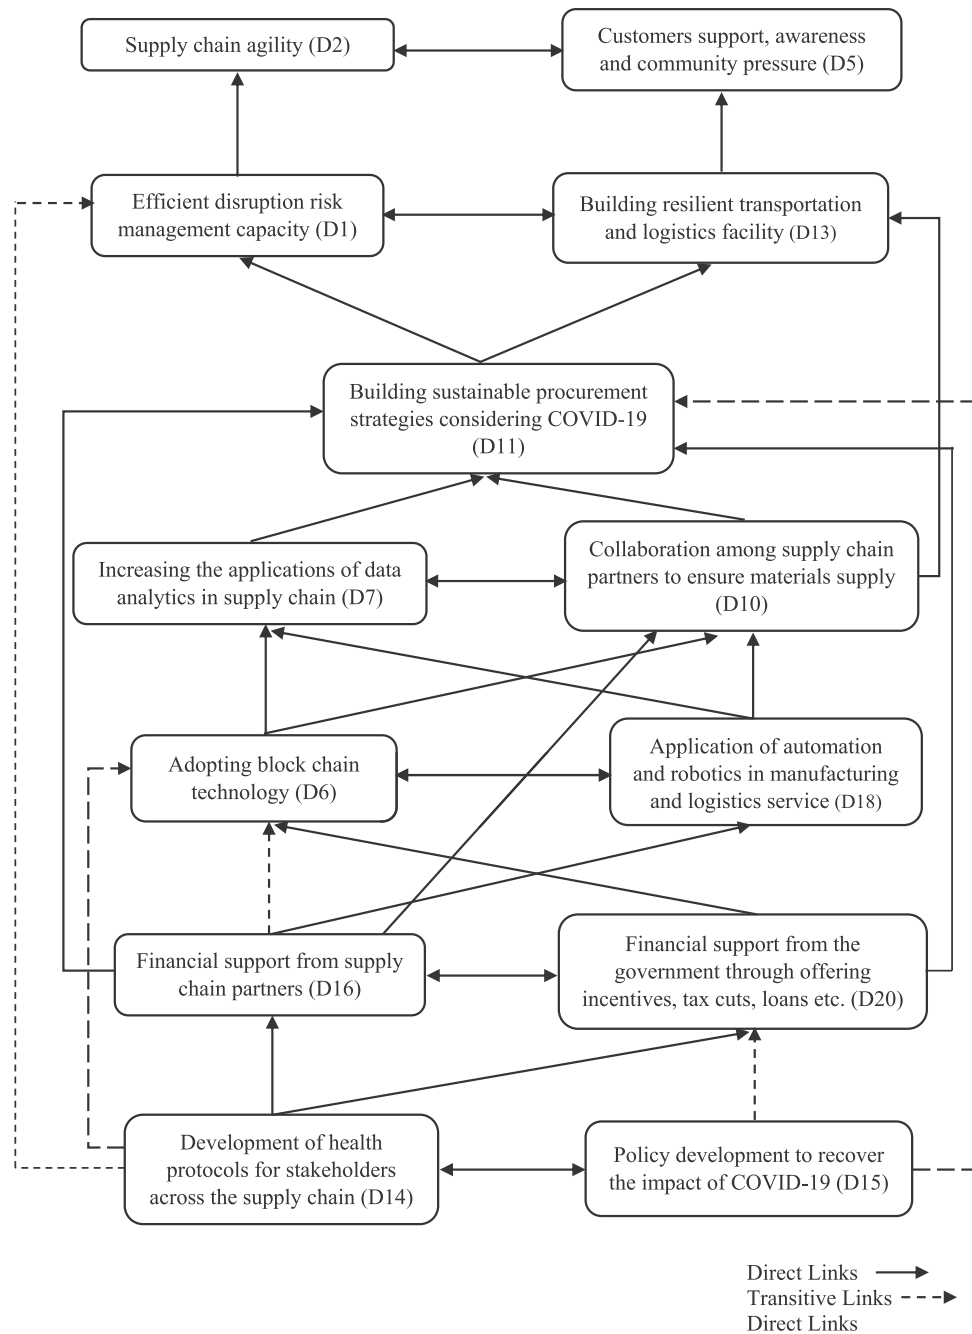 Supply chain agility (D2)
Customers support, awareness
and community pressure (D5)
Efficient disruption risk
management capacity (D1)
Building resilient transportation
and logistics facility (D13)
Building sustainable procurement
strategies considering COVID-19
(D11)
Increasing the applications of data
analytics in supply chain (D7)
Collaboration among supply chain
partners to ensure materials supply
(D10)
Adopting block chain
technology (D6)
Application of automation
and robotics in manufacturing
and logistics service (D18)
Financial support from supply
chain partners (D16)
Financial support from the
government through offering
incentives, tax cuts, loans etc. (D20)
Development of health
protocols for stakeholders
across the supply chain (D14)
Policy development to recover
the impact of COVID-19 (D15)
Direct Links
Transitive Links
Direct Links